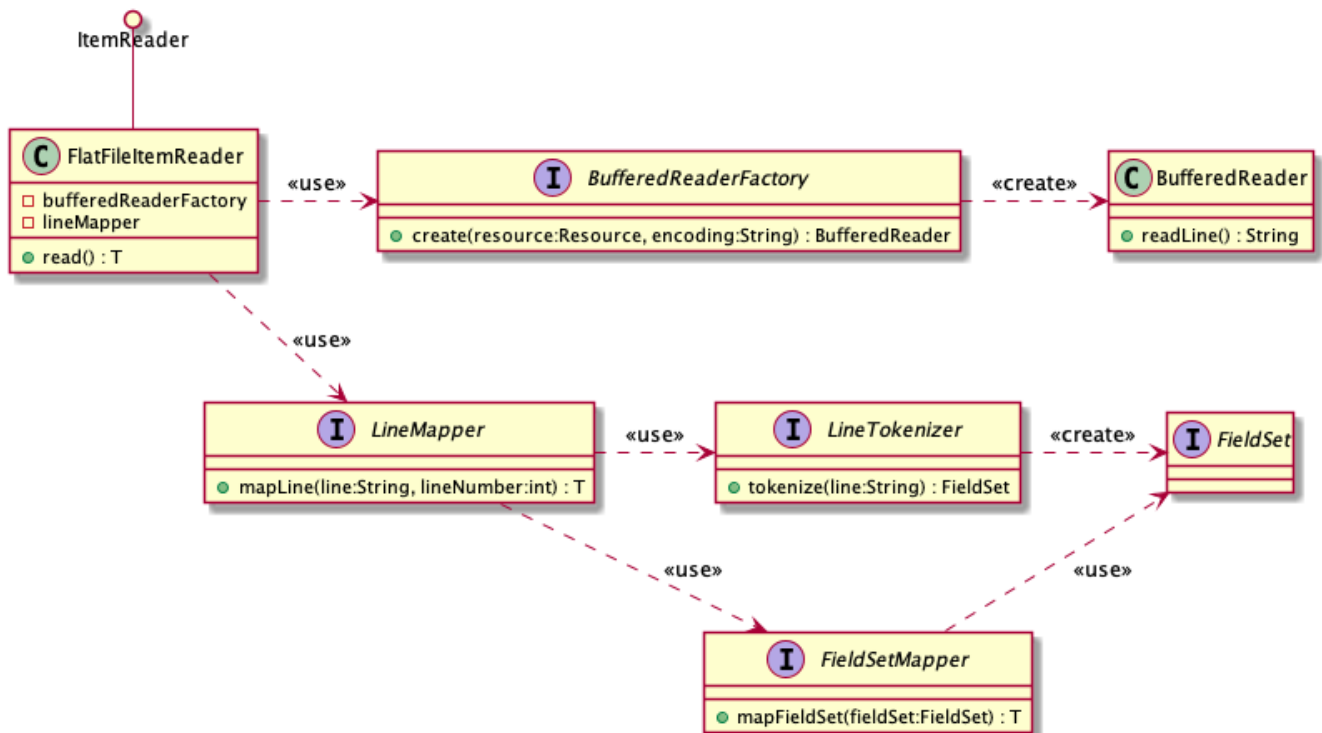 ItemReader
C FlatFileItemReader
bufferedReaderFactory
lineMapper
read() : T
«use»
I BufferedReaderFactory
create(resource:Resource, encoding:String) : BufferedReader
«create»
C BufferedReader
readLine() : String
«use»
I LineMapper
mapLine(line:String, lineNumber:int) : T
«use»
I LineTokenizer
tokenize(line:String) : FieldSet
«create»
I FieldSet
«use»
«use»
I FieldSetMapper
mapFieldSet(fieldSet:FieldSet) : T